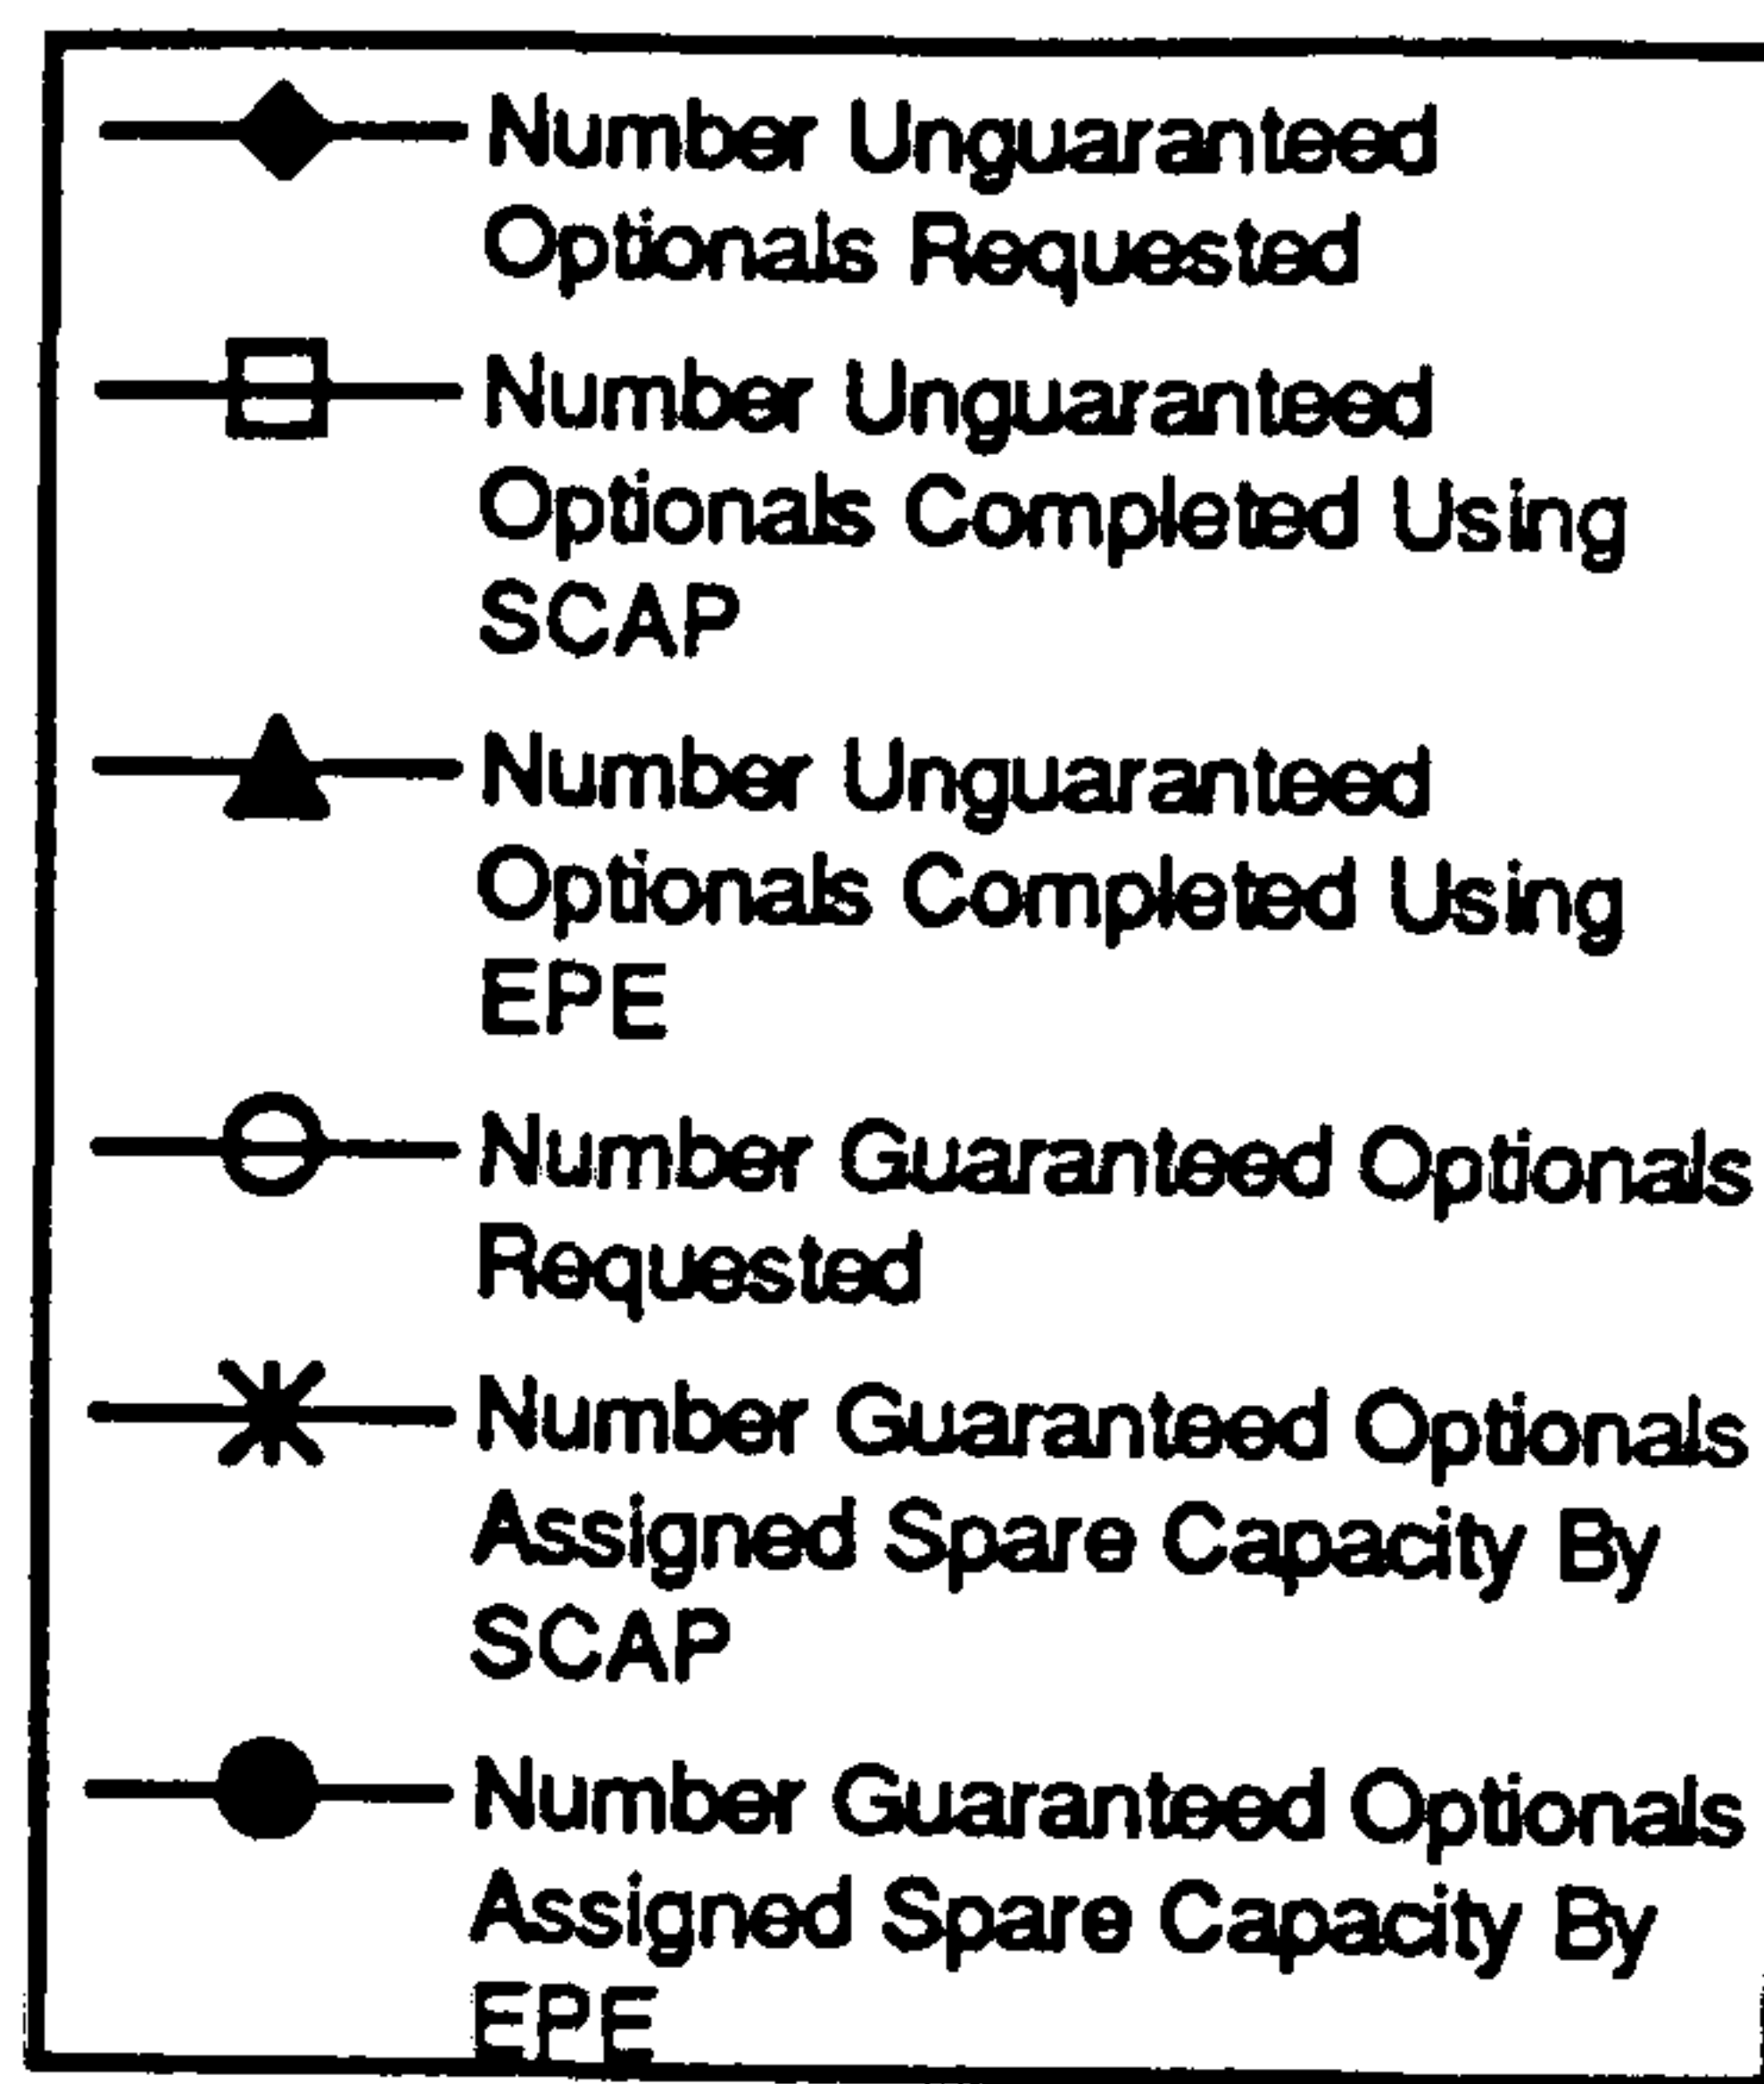 Number Unguaranteed
Optionals Requested
Number Unguaranteed
Optionals Completed Using
SCAP
Number Unguaranteed
Optionals Completed Using
EPE
Number Guaranteed Optionals
Requested
Number Guaranteed Optionals
Assigned Spare Capacity By
SCAP
Number Guaranteed Optionals
Assigned Spare Capacity By
EPE